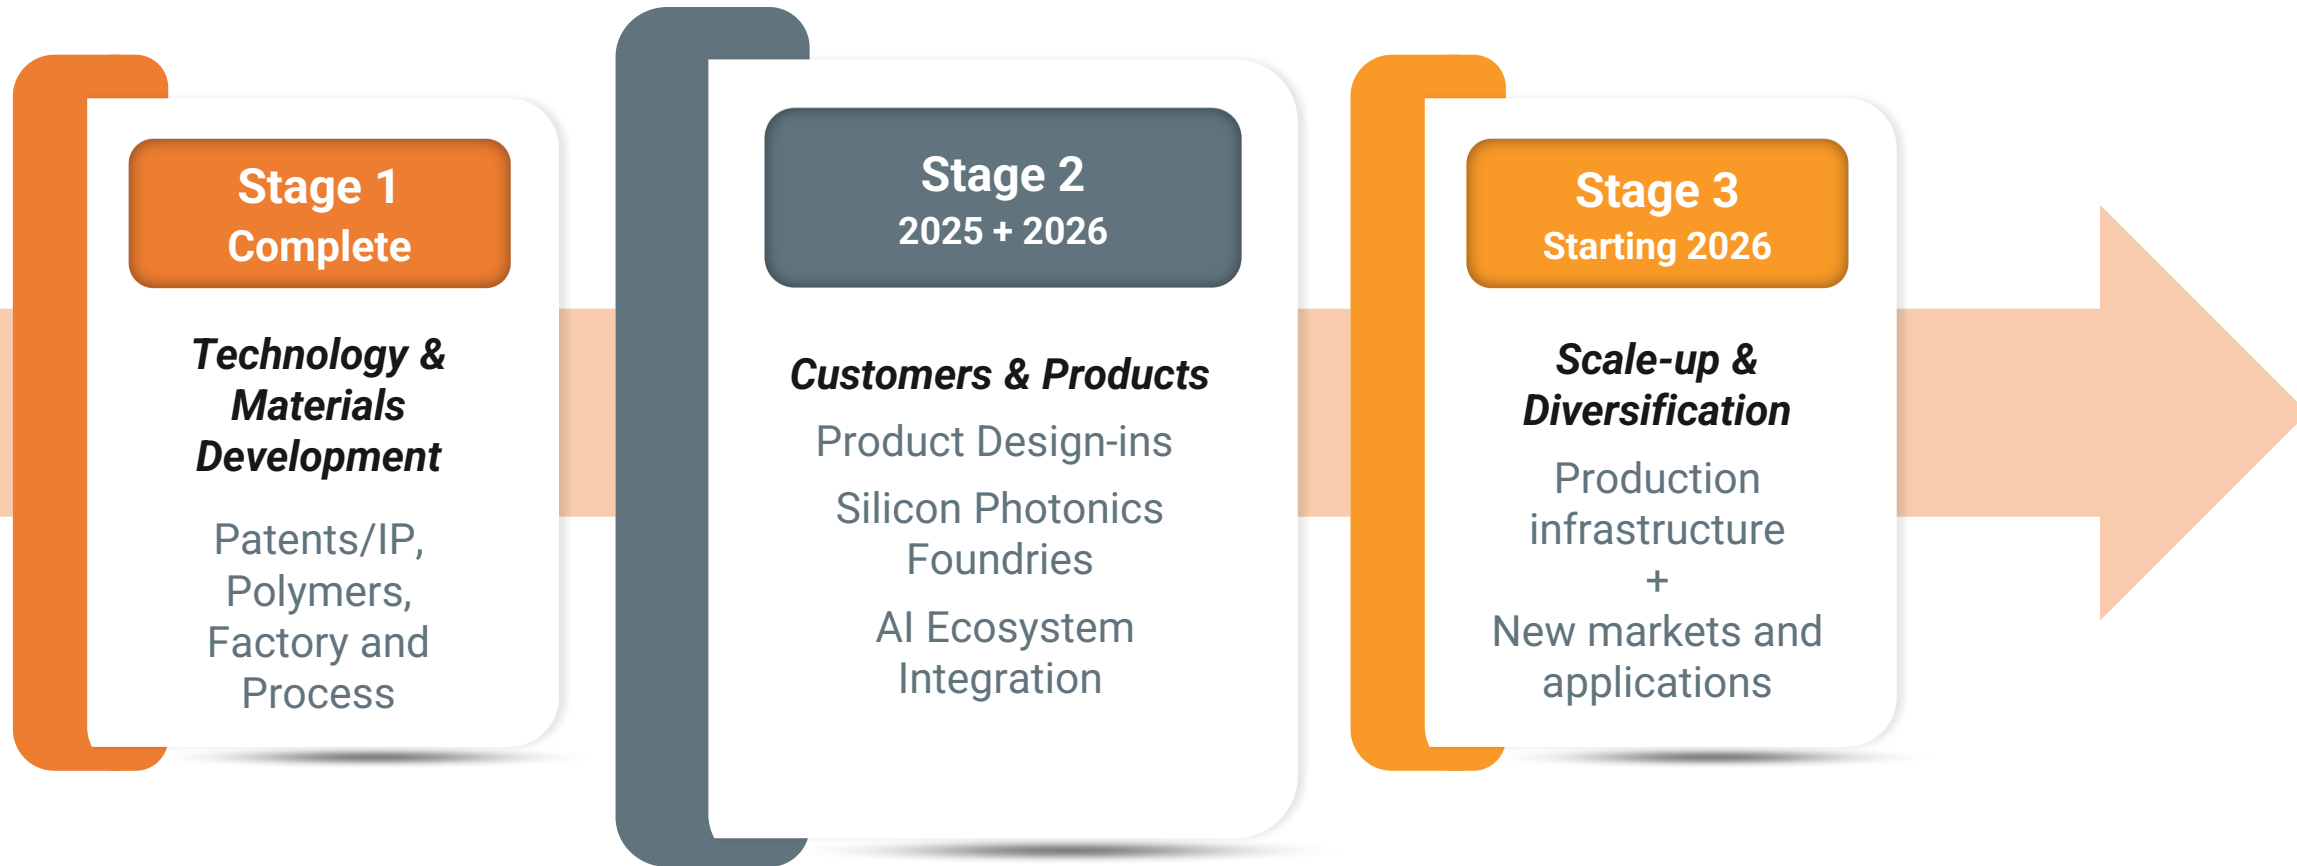 Stage 1
Complete
Technology &
Materials
Development
Patents/IP,
Polymers,
Factory and
Process
Stage 2
2025 + 2026
Customers & Products
Product Design-ins
Silicon Photonics
Foundries
AI Ecosystem
Integration
Stage 3
Starting 2026
Scale-up &
Diversification
Production
infrastructure
+
New markets and
applications